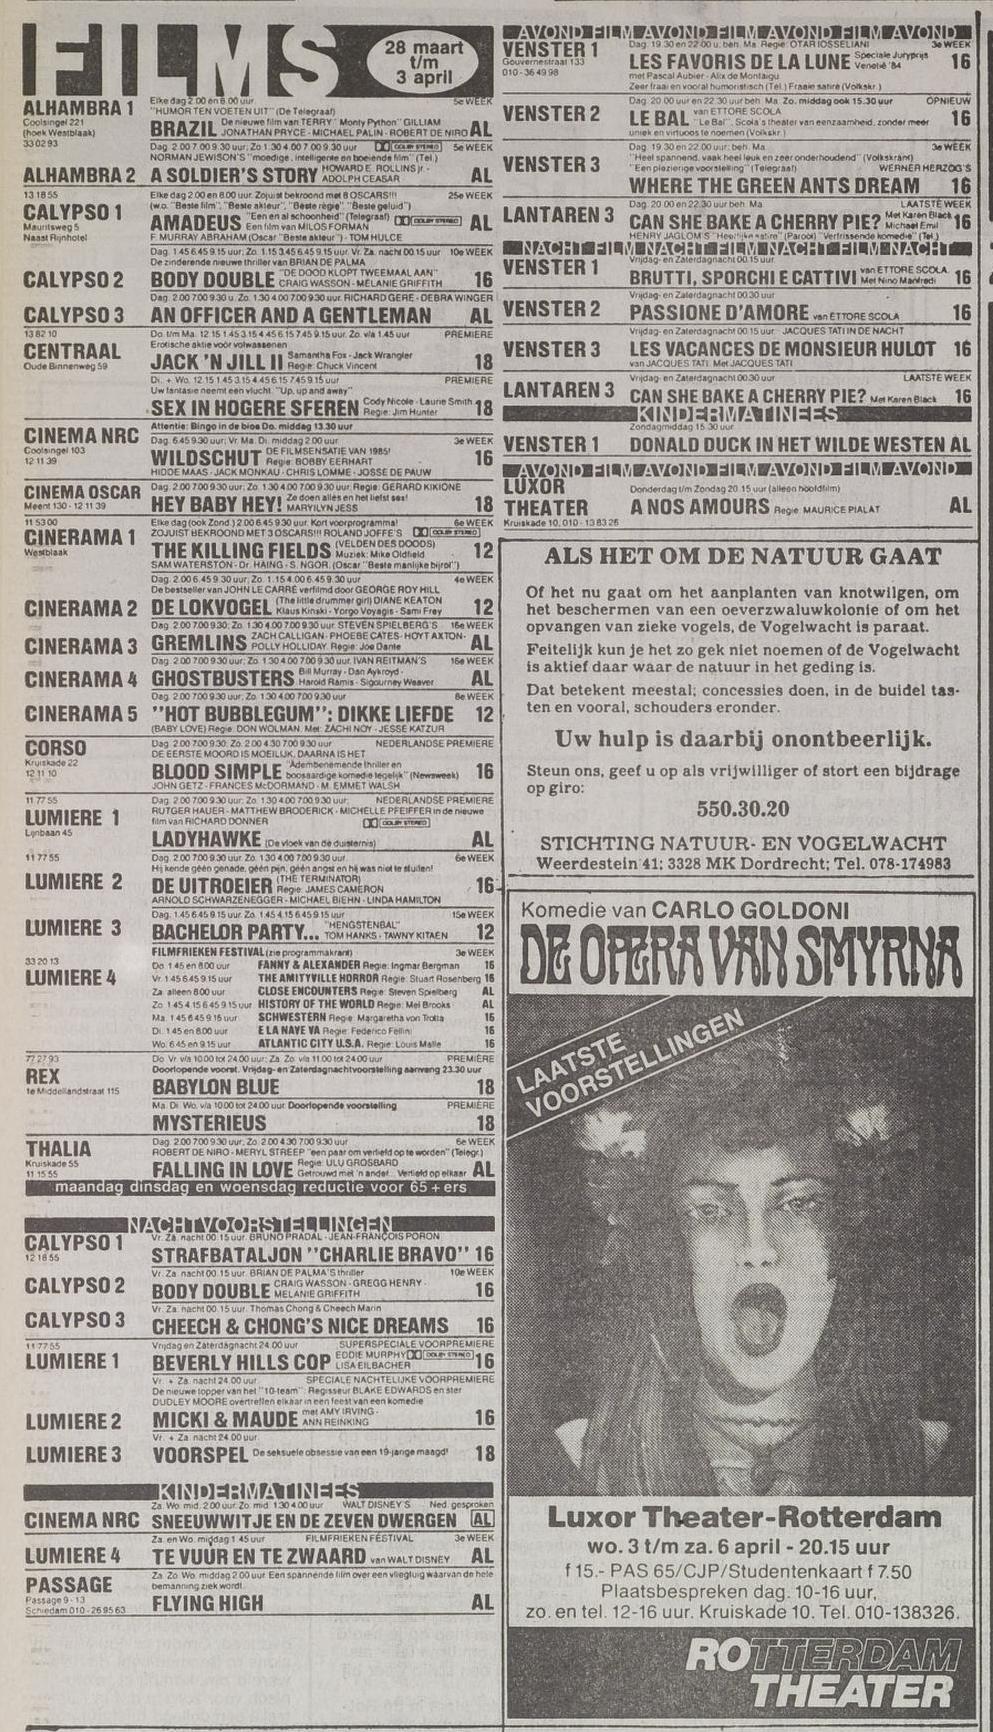 FILMS
28 maart
t/m
3 april
ALHAMBRA 1
Coolsingel 221
(hoek Westblaak)
33 02 93
Elke dag 2.00 en 8.00 uur. 5e WEEK
"HUMOR TEN VOETEN UIT" (De Telegraaf)
De nieuwe film van TERRY "Monty Python" GILLIAM
BRAZIL JONATHAN PRYCE - MICHAEL PALIN - ROBERT DE NIRO AL
Dag. 2.00 7.00 9.30 uur; Zo. 1.30 4.00 7.00 9.30 uur DOLBY STEREO 5e WEEK
NORMAN JEWISON'S "moedige, intelligente en boeiende film" (Tel.)
ALHAMBRA 2 A SOLDIER'S STORY HOWARD E. ROLLINS jr. - ADOLPH CEASAR AL
13 18 55
CALYPSO 1
Mauritsweg 5
Naast Rijnhotel
Elke dag 2.00 en 8.00 uur. Zojuist bekroond met 8 OSCARS!!! 25e WEEK
(w.o. "Beste film", "Beste akteur", "Beste regie", "Beste geluid")
AMADEUS "Een en al schoonheid" (Telegraaf) Een film van MILOS FORMAN DOLBY STEREO AL
F. MURRAY ABRAHAM (Oscar "Beste akteur") - TOM HULCE
Dag. 1.45 6.45 9.15 uur; Zo. 1.15 3.45 6.45 9.15 uur. Vr. Za. nacht 00.15 uur 10e WEEK
De zinderende nieuwe thriller van BRIAN DE PALMA
CALYPSO 2 BODY DOUBLE "DE DOOD KLOPT TWEEMAAL AAN" CRAIG WASSON - MELANIE GRIFFITH 16
Dag. 2.00 7.00 9.30 u. Zo. 1.30 4.00 7.00 9.30 uur. RICHARD GERE - DEBRA WINGER
CALYPSO 3 AN OFFICER AND A GENTLEMAN AL
13 82 10
CENTRAAL
Oude Binnenweg 59
Do. t/m Ma. 12.15 1.45 3.15 4.45 6.15 7.45 9.15 uur. Zo. v/a 1.45 uur PREMIERE
Erotische aktie voor volwassenen
JACK 'N JILL II Samantha Fox - Jack Wrangler Regie: Chuck Vincent 18
Di. + Wo. 12.15 1.45 3.15 4.45 6.15 7.45 9.15 uur PREMIERE
Uw fantasie neemt een vlucht. "Up, up and away"
SEX IN HOGERE SFEREN Cody Nicole - Laurie Smith Regie: Jim Hunter 18
Attentie: Bingo in de bios Do. middag 13.30 uur
CINEMA NRC
Coolsingel 103
12 11 39
Dag. 6.45 9.30 uur; Vr. Ma. Di. middag 2.00 uur 3e WEEK
WILDSCHUT DE FILMSENSATIE VAN 1985! Regie: BOBBY EERHART 16
HIDDE MAAS - JACK MONKAU - CHRIS LOMME - JOSSE DE PAUW
CINEMA OSCAR
Meent 130 - 12 11 39
Dag. 2.00 7.00 9.30 uur; Zo. 1.30 4.00 7.00 9.30 uur. Regie: GERARD KIKIONE
HEY BABY HEY! Ze doen alles en het liefst sex! MARYILYN JESS 18
11 53 00
CINERAMA 1
Westblaak
Elke dag (ook Zond.) 2.00 6.45 9.30 uur. Kort voorprogramma! 6e WEEK
ZOJUIST BEKROOND MET 3 OSCARS!!! ROLAND JOFFE'S DOLBY STEREO
THE KILLING FIELDS (VELDEN DES DOODS) Muziek: Mike Oldfield 12
SAM WATERSTON - Dr. HAING - S. NGOR. (Oscar "Beste manlijke bijrol")
Dag. 2.00 6.45 9.30 uur; Zo. 1.15 4.00 6.45 9.30 uur. 4e WEEK
De bestseller van JOHN LE CARRE verfilmd door GEORGE ROY HILL
CINERAMA 2 DE LOKVOGEL (The little drummer girl) DIANE KEATON Klaus Kinski - Yorgo Voyagis - Sami Frey 12
Dag. 2.00 7.00 9.30; Zo. 1.30 4.00 7.00 9.30 uur. STEVEN SPIELBERG'S 16e WEEK
CINERAMA 3 GREMLINS ZACH CALLIGAN - PHOEBE CATES - HOYT AXTON - POLLY HOLLIDAY. Regie: Joe Dante AL
Dag. 2.00 7.00 9.30 uur; Zo. 1.30 4.00 7.00 9.30 uur. IVAN REITMAN'S 16e WEEK
CINERAMA 4 GHOSTBUSTERS Bill Murray - Dan Aykroyd - Harold Ramis - Sigourney Weaver AL
Dag. 2.00 7.00 9.30 uur; Zo. 1.30 4.00 7.00 9.30 uur 8e WEEK
CINERAMA 5 "HOT BUBBLEGUM": DIKKE LIEFDE 12
(BABY LOVE) Regie: DON WOLMAN. Met: ZACHI NOY - JESSE KATZUR
CORSO
Kruiskade 22
12 11 10
Dag. 2.00 7.00 9.30; Zo. 2.00 4.30 7.00 9.30 uur NEDERLANDSE PREMIERE
DE EERSTE MOORD IS MOEILIJK, DAARNA IS HET
BLOOD SIMPLE "Adembenemende thriller en boosaardige komedie tegelijk" (Newsweek) 16
JOHN GETZ - FRANCES McDORMAND - M. EMMET WALSH
11 77 55
LUMIERE 1
Lijnbaan 45
Dag. 2.00 7.00 9.30 uur; Zo. 1.30 4.00 7.00 9.30 uur; NEDERLANDSE PREMIERE
RUTGER HAUER - MATTHEW BRODERICK - MICHELLE PFEIFFER in de nieuwe
film van RICHARD DONNER DOLBY STEREO
LADYHAWKE (De vloek van de duisternis) AL
11 77 55
LUMIERE 2
Dag. 2.00 7.00 9.30 uur. Zo. 1.30 4.00 7.00 9.30 uur. 6e WEEK
Hij kende géén genade, géén pijn, géén angst en hij was niet te stuiten!
DE UITROEIER (THE TERMINATOR) Regie: JAMES CAMERON 16
ARNOLD SCHWARZENEGGER - MICHAEL BIEHN - LINDA HAMILTON
Dag. 1.45 6.45 9.15 uur. Zo. 1.45 4.15 6.45 9.15 uur 15e WEEK
LUMIERE 3 BACHELOR PARTY... "HENGSTENBAL" TOM HANKS - TAWNY KITAEN 12
33 20 13
LUMIERE 4
FILMFRIEKEN FESTIVAL (zie programmakrant) 3e WEEK
Do. 1.45 en 8.00 uur FANNY & ALEXANDER Regie: Ingmar Bergman 16
Vr. 1.45 6.45 9.15 uur THE AMITYVILLE HORROR Regie: Stuart Rosenberg 16
Za. alleen 8.00 uur CLOSE ENCOUNTERS Regie: Steven Spielberg AL
Zo. 1.45 4.15 6.45 9.15 uur HISTORY OF THE WORLD Regie: Mel Brooks AL
Ma. 1.45 6.45 9.15 uur SCHWESTERN Regie: Margaretha von Trotta 16
Di. 1.45 en 8.00 uur E LA NAVE VA Regie: Federico Fellini 16
Wo. 6.45 en 9.15 uur ATLANTIC CITY U.S.A. Regie: Louis Malle 16
77 27 93
REX
1e Middellandstraat 115
Do. Vr. v/a 10.00 tot 24.00 uur; Za. Zo. v/a 11.00 tot 24.00 uur PREMIÈRE
Doorlopende voorst. Vrijdag- en Zaterdagnachtvoorstelling aanvang 23.30 uur
BABYLON BLUE 18
Ma. Di. Wo. v/a 10.00 tot 24.00 uur Doorlopende voorstelling PREMIÈRE
MYSTERIEUS 18
THALIA
Kruiskade 55
11 15 55
Dag. 2.00 7.00 9.30 uur; Zo. 2.00 4.30 7.00 9.30 uur 6e WEEK
ROBERT DE NIRO - MERYL STREEP "een paar om verliefd op te worden" (Telegr.)
FALLING IN LOVE Regie: ULU GROSBARD Getrouwd met 'n ander... Verliefd op elkaar AL
maandag dinsdag en woensdag reductie voor 65 + ers
NACHTVOORSTELLINGEN
CALYPSO 1
12 18 55
Vr. Za. nacht 00.15 uur. BRUNO PRADAL - JEAN-FRANÇOIS PORON
STRAFBATALJON "CHARLIE BRAVO" 16
Vr. Za. nacht 00.15 uur. BRIAN DE PALMA'S thriller 10e WEEK
CALYPSO 2 BODY DOUBLE CRAIG WASSON - GREGG HENRY - MELANIE GRIFFITH 16
Vr. Za. nacht 00.15 uur. Thomas Chong & Cheech Marin
CALYPSO 3 CHEECH & CHONG'S NICE DREAMS 16
11 77 55
Vrijdag en Zaterdagnacht 24.00 uur SUPERSPECIALE VOORPREMIERE
LUMIERE 1 BEVERLY HILLS COP EDDIE MURPHY LISA EILBACHER DOLBY STEREO 16
Vr. + Za. nacht 24.00 uur. SPECIALE NACHTELIJKE VOORPREMIERE
De nieuwe topper van het "10-team": Regisseur BLAKE EDWARDS en ster
DUDLEY MOORE overtreffen elkaar in een feest van een komedie
LUMIERE 2 MICKI & MAUDE met AMY IRVING - ANN REINKING 16
Vr. + Za. nacht 24.00 uur.
LUMIERE 3 VOORSPEL De seksuele obsessie van een 19-jarige maagd! 18
KINDERMATINEES
Za. Wo. mid. 2.00 uur. Zo. mid. 1.30 4.00 uur WALT DISNEY'S Ned. gesproken
CINEMA NRC SNEEUWWITJE EN DE ZEVEN DWERGEN AL
Za. en Wo. middag 1.45 uur FILMFRIEKEN FESTIVAL 3e WEEK
LUMIERE 4 TE VUUR EN TE ZWAARD van WALT DISNEY AL
PASSAGE
Passage 9 - 13
Schiedam 010 - 26 95 63
Za. Zo. Wo. middag 2.00 uur. Een spannende film over een vliegtuig waarvan de hele
bemanning ziek wordt.
FLYING HIGH AL
AVOND FILM AVOND FILM AVOND FILM AVOND
VENSTER 1
Gouvernestraat 133
010 - 36 49 98
Dag. 19.30 en 22.00 u. beh. Ma. Regie: OTAR IOSSELIANI 3e WEEK
LES FAVORIS DE LA LUNE Speciale Juryprijs Venetië '84 16
met Pascal Aubier - Alix de Montaigu
Zeer fraai en vooral humoristisch (Tel.) Fraaie satire (Volkskr.)
Dag. 20.00 uur en 22.30 uur beh. Ma. Zo. middag ook 15.30 uur OPNIEUW
VENSTER 2 LE BAL van ETTORE SCOLA "Le Bal", Scola's theater van eenzaamheid, zonder meer 16
uniek en virtuoos te noemen (Volkskr.)
Dag. 19.30 en 22.00 uur; beh. Ma. 3e WEEK
"Heel spannend, vaak heel leuk en zeer onderhoudend" (Volkskrant)
"Een plezierige voorstelling" (Telegraaf) WERNER HERZOG'S
VENSTER 3 WHERE THE GREEN ANTS DREAM 16
Dag. 20.00 en 22.30 uur beh. Ma. LAATSTE WEEK
LANTAREN 3 CAN SHE BAKE A CHERRY PIE? Met Karen Black Michael Emil 16
HENRY JAGLOM'S "Heerlijke satire" (Parool) "Verfrissende komedie" (Tel.)
NACHT FILM NACHT FILM NACHT FILM NACHT
Vrijdag- en Zaterdagnacht 00.15 uur.
VENSTER 1 BRUTTI, SPORCHI E CATTIVI van ETTORE SCOLA. Met Nino Manfredi 16
Vrijdag- en Zaterdagnacht 00.30 uur
VENSTER 2 PASSIONE D'AMORE van ETTORE SCOLA 16
Vrijdag- en Zaterdagnacht 00.15 uur JACQUES TATI IN DE NACHT
VENSTER 3 LES VACANCES DE MONSIEUR HULOT 16
van JACQUES TATI. Met JACQUES TATI
Vrijdag- en Zaterdagnacht 00.30 uur LAATSTE WEEK
LANTAREN 3 CAN SHE BAKE A CHERRY PIE? Met Karen Black 16
KINDERMATINEES
Zondagmiddag 15.30 uur
VENSTER 1 DONALD DUCK IN HET WILDE WESTEN AL
AVOND FILM AVOND FILM AVOND FILM AVOND
LUXOR
THEATER
Kruiskade 10, 010 - 13 83 26
Donderdag t/m Zondag 20.15 uur (alleen hoofdfilm)
A NOS AMOURS Regie: MAURICE PIALAT AL
ALS HET OM DE NATUUR GAAT
Of het nu gaat om het aanplanten van knotwilgen, om
het beschermen van een oeverzwaluwkolonie of om het
opvangen van zieke vogels, de Vogelwacht is paraat.
Feitelijk kun je het zo gek niet noemen of de Vogelwacht
is aktief daar waar de natuur in het geding is.
Dat betekent meestal; concessies doen, in de buidel tas-
ten en vooral, schouders eronder.
Uw hulp is daarbij onontbeerlijk.
Steun ons, geef u op als vrijwilliger of stort een bijdrage
op giro:
550.30.20
STICHTING NATUUR- EN VOGELWACHT
Weerdestein 41; 3328 MK Dordrecht; Tel. 078-174983
Komedie van CARLO GOLDONI
DE OPERA VAN SMYRNA
LAATSTE
VOORSTELLINGEN
Luxor Theater-Rotterdam
wo. 3 t/m za. 6 april - 20.15 uur
f 15.- PAS 65/CJP/Studentenkaart f 7.50
Plaatsbespreken dag. 10-16 uur,
zo. en tel. 12-16 uur. Kruiskade 10. Tel. 010-138326.
ROTTERDAM
THEATER